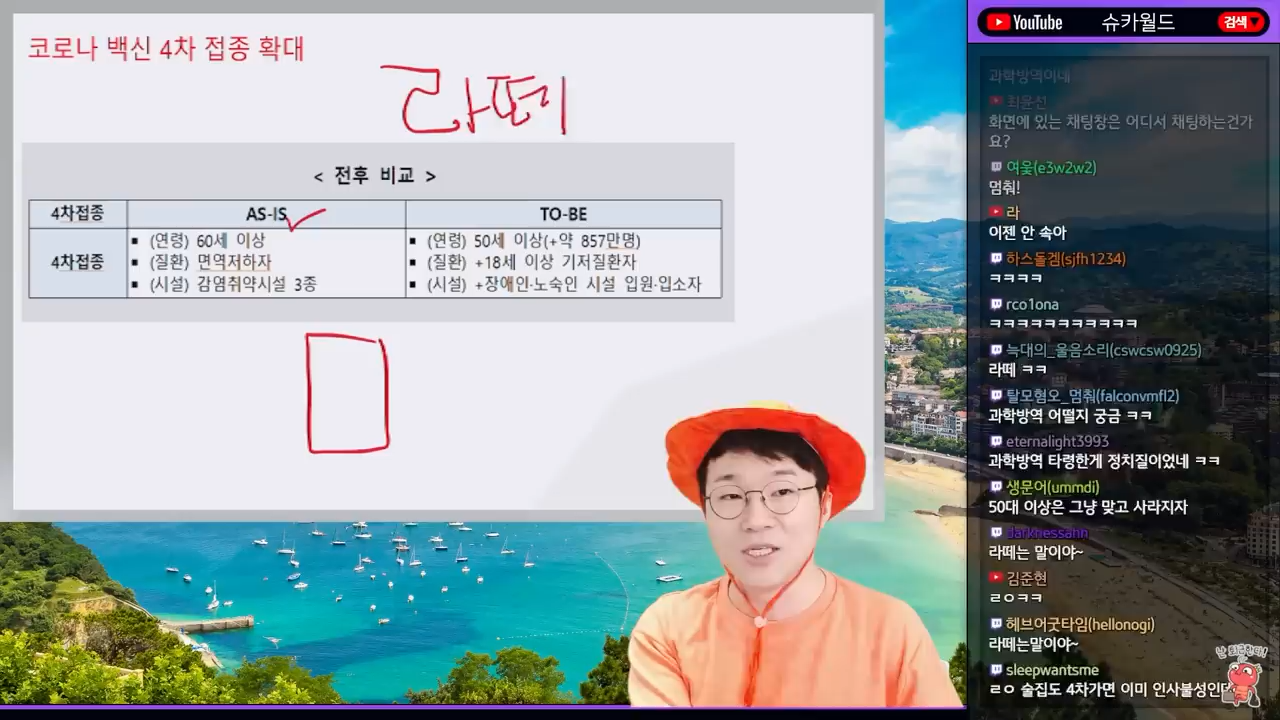 코로나 백신 4차 접종 확대
라떼
< 전후 비교 >
4차접종 AS-IS TO-BE
4차접종
▪ (연령) 60세 이상
▪ (질환) 면역저하자
▪ (시설) 감염취약시설 3종
▪ (연령) 50세 이상(+약 857만명)
▪ (질환) +18세 이상 기저질환자
▪ (시설) +장애인·노숙인 시설 입원·입소자
YouTube 슈카월드 검색
과학방역이네
최윤선
화면에 있는 채팅창은 어디서 채팅하는건가
요?
여윷(e3w2w2)
멈춰!
라
이젠 안 속아
하스돌겜(sjfh1234)
ㅋㅋㅋㅋ
rco1ona
ㅋㅋㅋㅋㅋㅋㅋㅋㅋㅋㅋ
늑대의_울음소리(cswcsw0925)
라떼 ㅋㅋ
탈모혐오_멈춰(falconvmfl2)
과학방역 어떨지 궁금 ㅋㅋ
eternalight3993
과학방역 타령한게 정치질이었네 ㅋㅋ
생문어(ummdi)
50대 이상은 그냥 맞고 사라지자
darknessahn
라떼는 말이야~
김준현
ㄹㅇㅋㅋ
헤브어굿타임(hellonogi)
라떼는말이야~
sleepwantsme
ㄹㅇ 술집도 4차가면 이미 인사불성인데
난 퇴근한다!